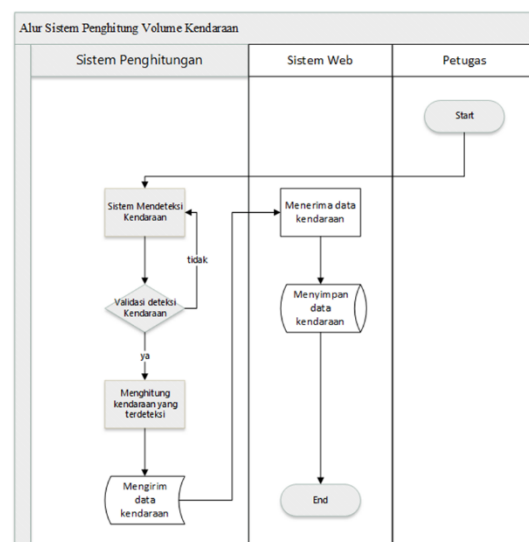 Alur Sistem Penghitung Volume Kendaraan
Sistem Penghitungan
Sistem Web
Petugas
Start
Sistem Mendeteksi
Kendaraan
Menerima data
kendaraan
tidak
Validasi deteksi
Kendaraan
Menyimpan
data
kendaraan
ya
Menghitung
kendaraan yang
terdeteksi
Mengirim
data
kendaraan
End